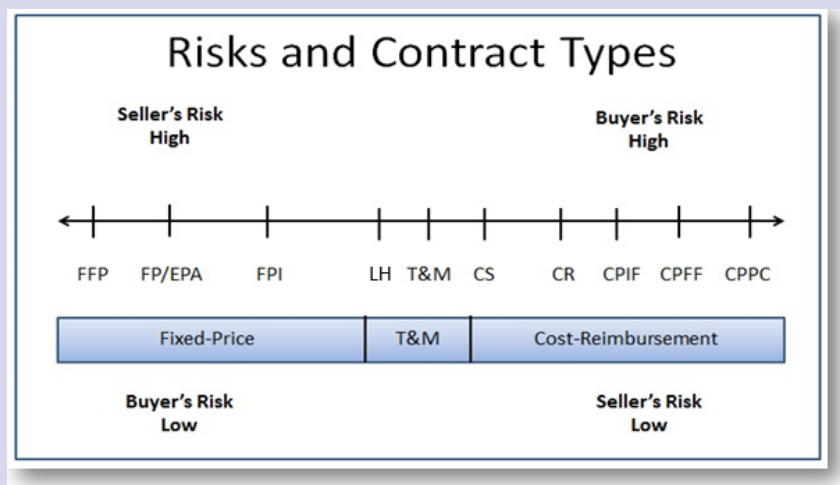 Risks and Contract Types
Seller's Risk
High
Buyer's Risk
High
FFP FP/EPA FPI LH T&M CS CR CPIF CPFF CPPC
Fixed-Price T&M Cost-Reimbursement
Buyer's Risk
Low
Seller's Risk
Low